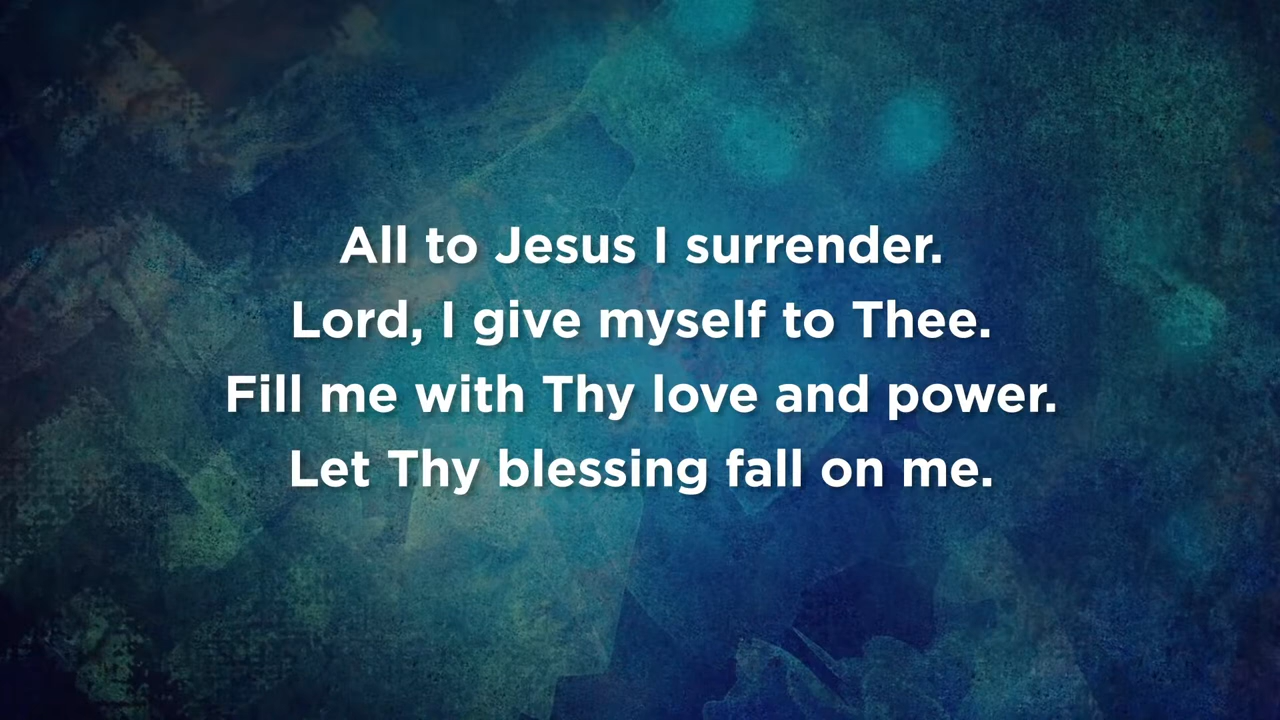 All to Jesus I surrender.
Lord, I give myself to Thee.
Fill me with Thy love and power.
Let Thy blessing fall on me.